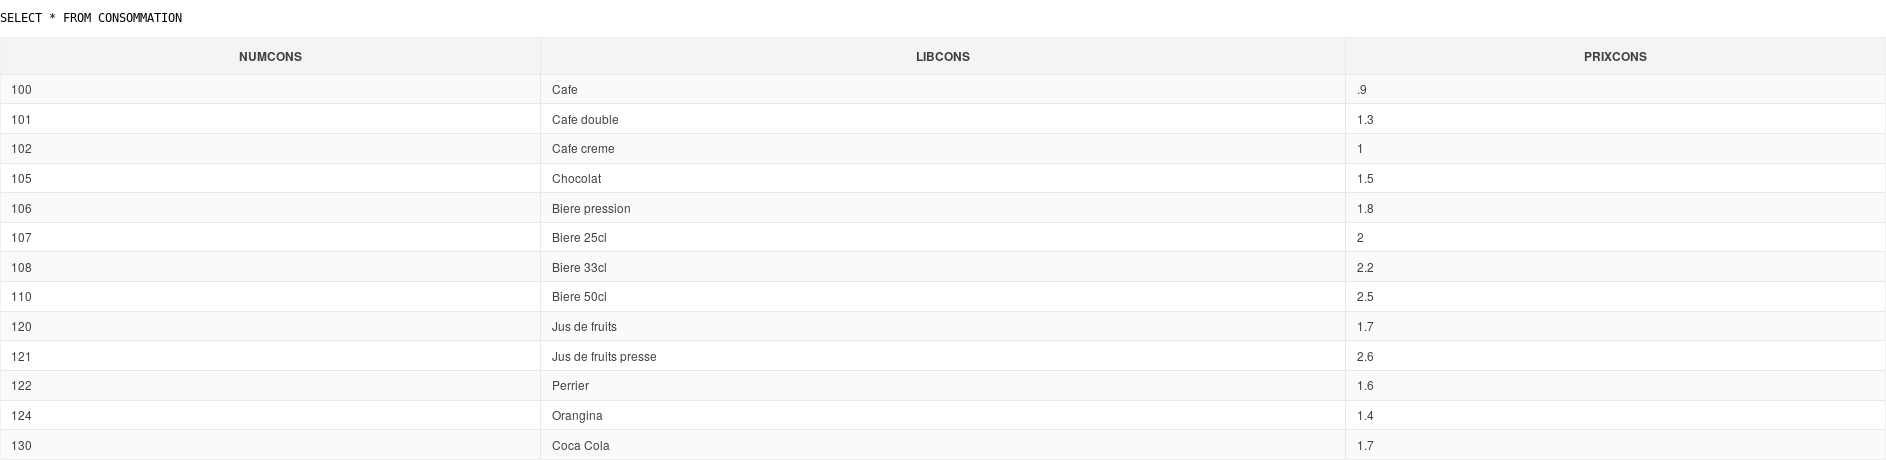 SELECT * FROM CONSOMMATION
NUMCONS LIBCONS PRIXCONS
100 Cafe .9
101 Cafe double 1.3
102 Cafe creme 1
105 Chocolat 1.5
106 Biere pression 1.8
107 Biere 25cl 2
108 Biere 33cl 2.2
110 Biere 50cl 2.5
120 Jus de fruits 1.7
121 Jus de fruits presse 2.6
122 Perrier 1.6
124 Orangina 1.4
130 Coca Cola 1.7